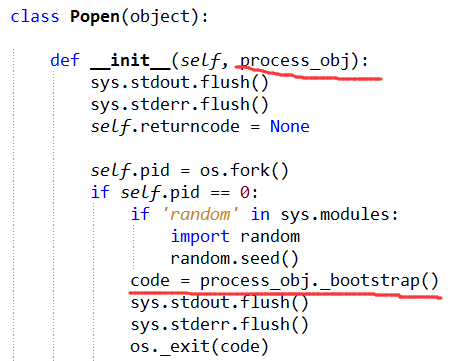 class Popen(object):
def __init__(self, process_obj):
sys.stdout.flush()
sys.stderr.flush()
self.returncode = None
self.pid = os.fork()
if self.pid == 0:
if 'random' in sys.modules:
import random
random.seed()
code = process_obj._bootstrap()
sys.stdout.flush()
sys.stderr.flush()
os._exit(code)